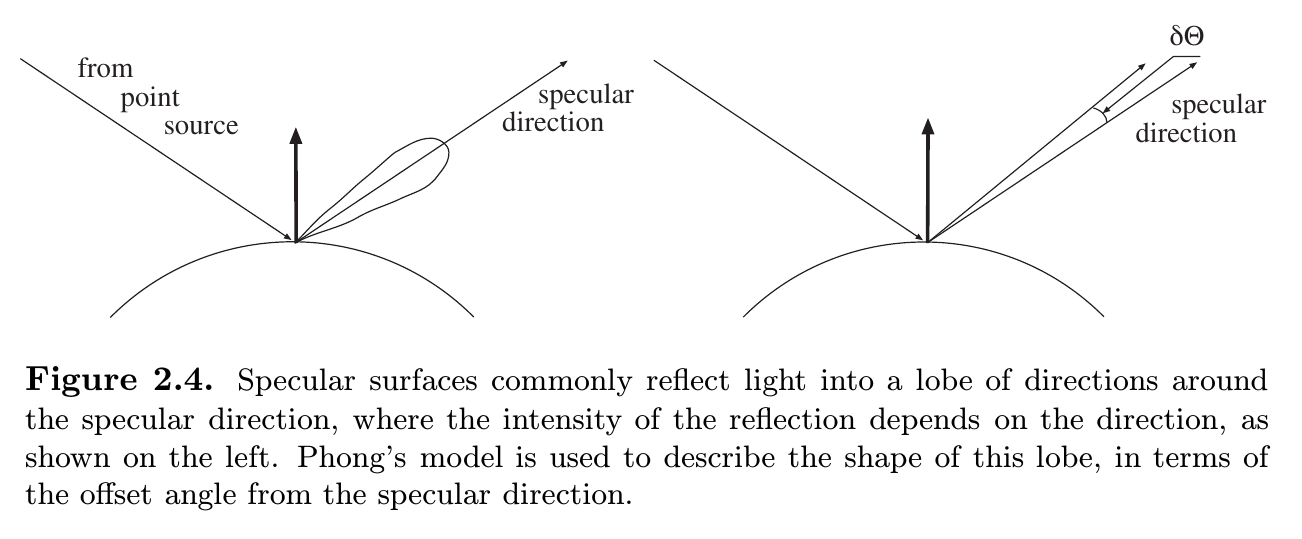 from
point
source
specular
direction
δΘ
specular
direction
Figure 2.4. Specular surfaces commonly reflect light into a lobe of directions around
the specular direction, where the intensity of the reflection depends on the direction, as
shown on the left. Phong's model is used to describe the shape of this lobe, in terms of
the offset angle from the specular direction.